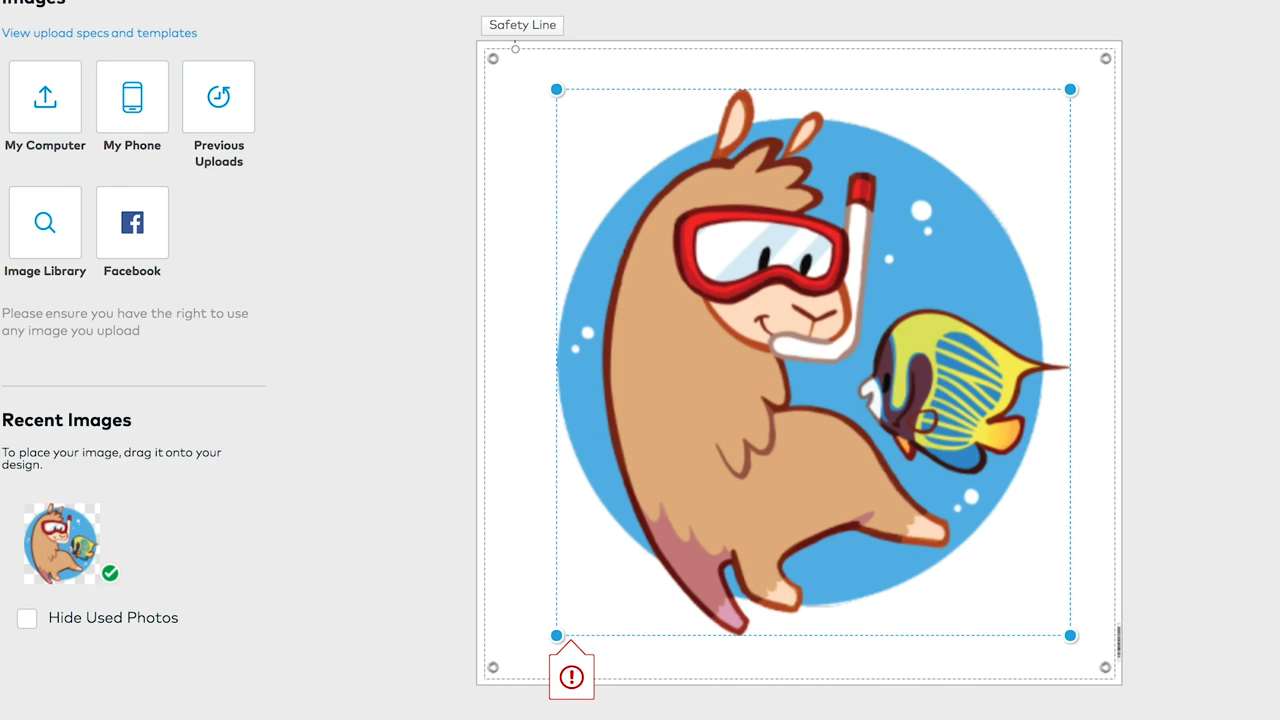 Images
View upload specs and templates
My Computer
My Phone
Previous
Uploads
Image Library
Facebook
Please ensure you have the right to use
any image you upload
Recent Images
To place your image, drag it onto your
design.
Hide Used Photos
Safety Line